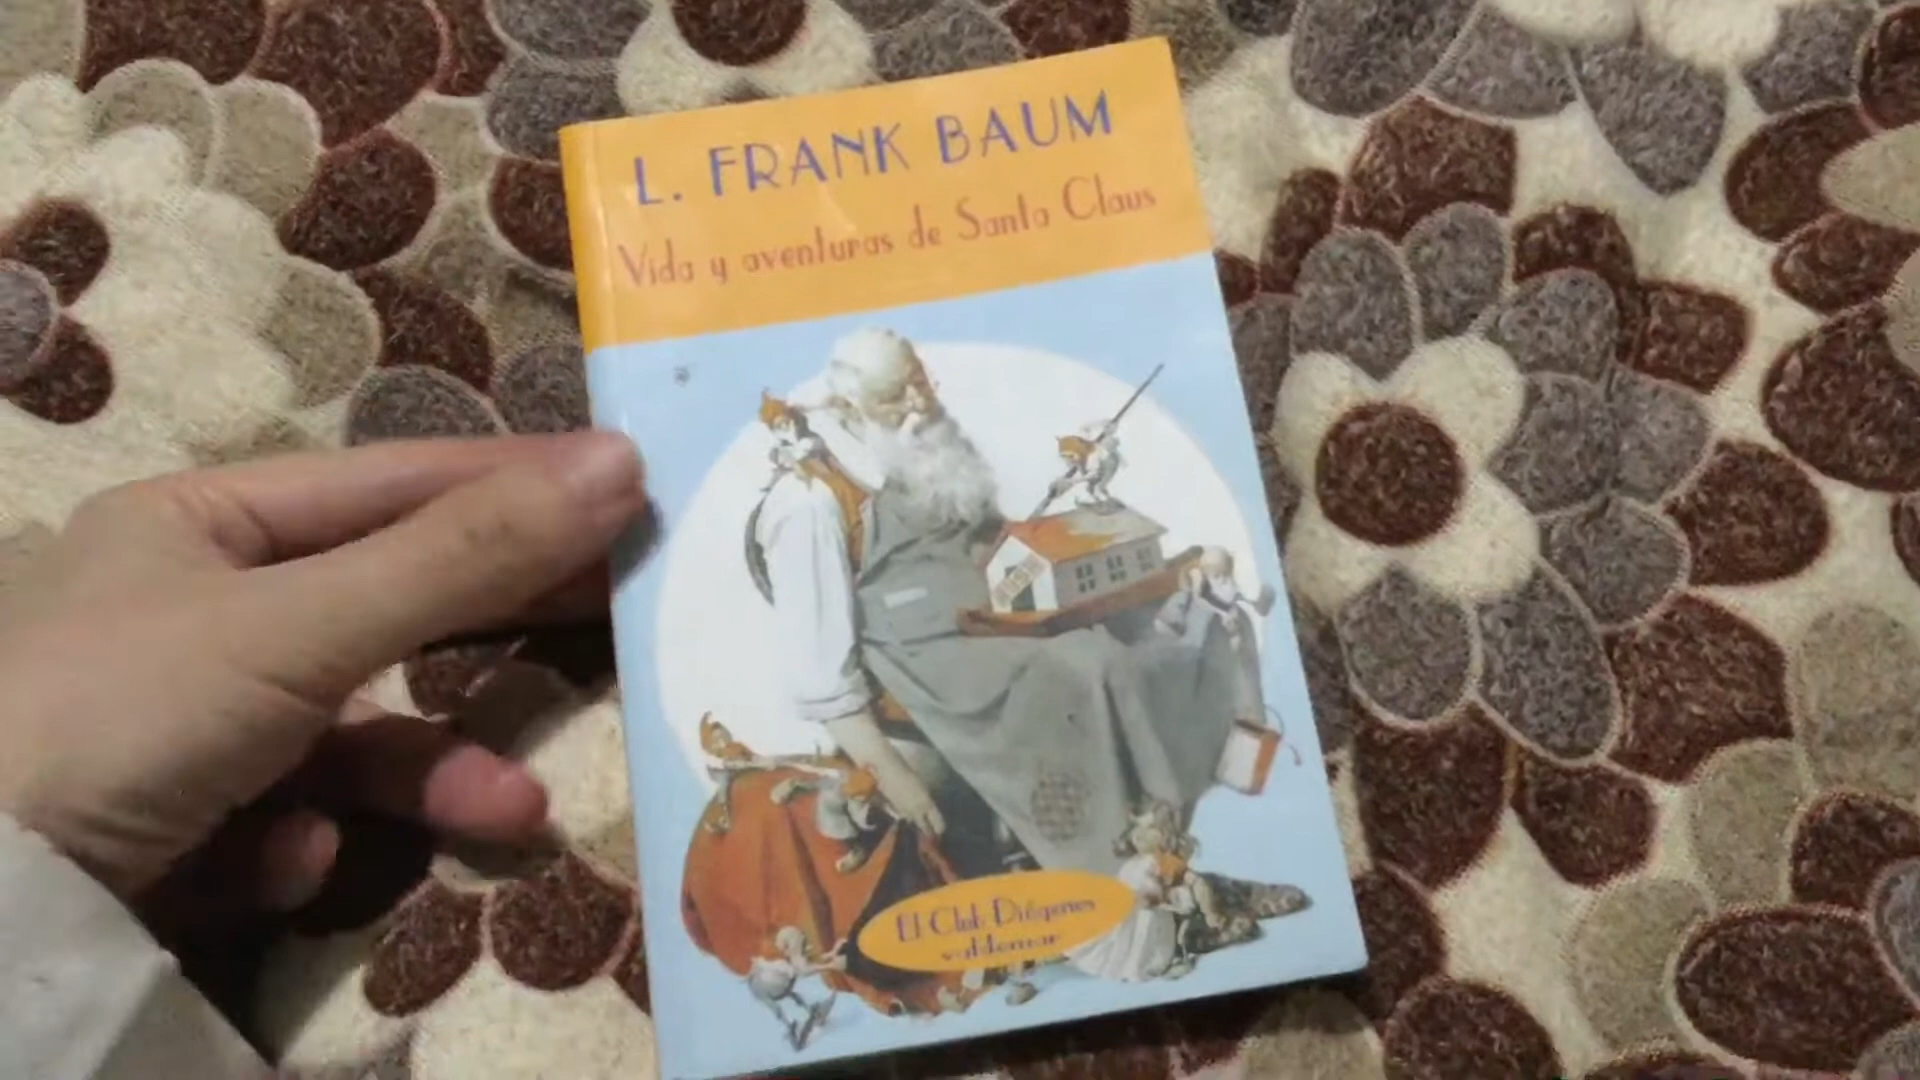 L. FRANK BAUM
Vida y aventuras de Santa Claus
El Club Diógenes
valdemar